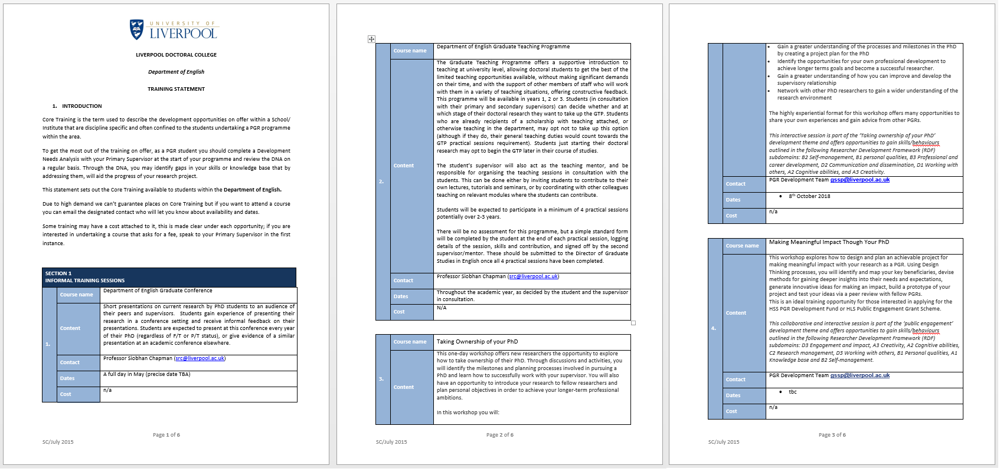 UNIVERSITY OF
LIVERPOOL
LIVERPOOL DOCTORAL COLLEGE
Department of English
TRAINING STATEMENT
1. INTRODUCTION
Core Training is the term used to describe the development opportunities on offer within a School/
Institute that are discipline specific and often confined to the students undertaking a PGR programme
within the area.
To get the most out of the training on offer, as a PGR student you should complete a Development
Needs Analysis with your Primary Supervisor at the start of your programme and review the DNA on
a regular basis. Through the DNA, you may identify gaps in your skills or knowledge base that by
addressing them, will aid the progress of your research project.
This statement sets out the Core Training available to students within the Department of English.
Due to high demand we can't guarantee places on Core Training but if you want to attend a course
you can email the designated contact who will let you know about availability and dates.
Some training may have a cost attached to it, this is made clear under each opportunity; if you are
interested in undertaking a course that asks for a fee, speak to your Primary Supervisor in the first
instance.
SECTION 1
INFORMAL TRAINING SESSIONS
1.
Course name
Department of English Graduate Conference
Content
Short presentations on current research by PhD students to an audience of
their peers and supervisors. Students gain experience of presenting their
research in a conference setting and receive informal feedback on their
presentations. Students are expected to present at this conference every year
of their PhD (regardless of F/T or P/T status), or give evidence of a similar
presentation at an academic conference elsewhere.
Contact
Professor Siobhan Chapman (src@liverpool.ac.uk)
Dates
A full day in May (precise date TBA)
Cost
n/a
Page 1 of 6
SC/July 2015
2.
Course name
Department of English Graduate Teaching Programme
Content
The Graduate Teaching Programme offers a supportive introduction to
teaching at university level, allowing doctoral students to get the best of the
limited teaching opportunities available, without making significant demands
on their time, and with the support of other members of staff who will work
with them in a variety of teaching situations, offering constructive feedback.
This programme will be available in years 1, 2 or 3. Students (in consultation
with their primary and secondary supervisors) can decide whether and at
which stage of their doctoral research they want to take up the GTP. Students
who are already recipients of a scholarship with teaching attached, or
otherwise teaching in the department, may opt not to take up this option
(although if they do, their general teaching duties would count towards the
GTP practical sessions requirement). Students just starting their doctoral
research may opt to begin the GTP later in their course of studies.
The student's supervisor will also act as the teaching mentor, and be
responsible for organising the teaching sessions in consultation with the
students. This can be done either by inviting students to contribute to their
own lectures, tutorials and seminars, or by coordinating with other colleagues
teaching on relevant modules where the students can contribute.
Students will be expected to participate in a minimum of 4 practical sessions
potentially over 2-3 years.
There will be no assessment for this programme, but a simple standard form
will be completed by the student at the end of each practical session, logging
details of the session, skills and contribution, and signed off by the second
supervisor/mentor. These should be submitted to the Director of Graduate
Studies in English once all 4 practical sessions have been completed.
Contact
Professor Siobhan Chapman (src@liverpool.ac.uk)
Dates
Throughout the academic year, as decided by the student and the supervisor
in consultation.
Cost
N/A
3.
Course name
Taking Ownership of your PhD
Content
This one-day workshop offers new researchers the opportunity to explore
how to take ownership of their PhD. Through discussions and activities, you
will identify the milestones and planning processes involved in pursuing a
PhD and learn how to successfully work with your supervisor. You will also
have an opportunity to introduce your research to fellow researchers and
plan personal objectives in order to achieve your longer-term professional
ambitions.
In this workshop you will:
Page 2 of 6
SC/July 2015
• Gain a greater understanding of the processes and milestones in the PhD
by creating a project plan for the PhD
• Identify the opportunities for your own professional development to
achieve longer terms goals and become a successful researcher.
• Gain a greater understanding of how you can improve and develop the
supervisory relationship
• Network with other PhD researchers to gain a wider understanding of the
research environment
The highly experiential format for this workshop offers many opportunities to
share your own experiences and gain advice from other PGRs.
This interactive session is part of the 'Taking ownership of your PhD'
development theme and offers opportunities to gain skills/behaviours
outlined in the following Researcher Development Framework (RDF)
subdomains: B2 Self-management, B1 personal qualities, B3 Professional and
career development, D2 Communication and dissemination, D1 Working with
others, A2 Cognitive abilities, and A3 Creativity.
Contact
PGR Development Team gssp@liverpool.ac.uk
Dates
• 8th October 2018
Cost
n/a
4.
Course name
Making Meaningful Impact Though Your PhD
Content
This workshop explores how to design and plan an achievable project for
making meaningful impact with your research as a PGR. Using Design
Thinking processes, you will identify and map your key beneficiaries, devise
methods for gaining deeper insights into their needs and expectations,
generate innovative ideas for making an impact, build a prototype of your
project and test your ideas via a peer review with fellow PGRs.
This is an ideal training opportunity for those interested in applying for the
HSS PGR Development Fund or HLS Public Engagement Grant Scheme.
This collaborative and interactive session is part of the 'public engagement'
development theme and offers opportunities to gain skills/behaviours
outlined in the following Researcher Development Framework (RDF)
subdomains: D3 Engagement and impact, A3 Creativity, A2 Cognitive abilities,
C2 Research management, D3 Working with others, B1 Personal qualities, A1
Knowledge base and B2 Self-management.
Contact
PGR Development Team gssp@liverpool.ac.uk
Dates
• tbc
Cost
n/a
Page 3 of 6
SC/July 2015